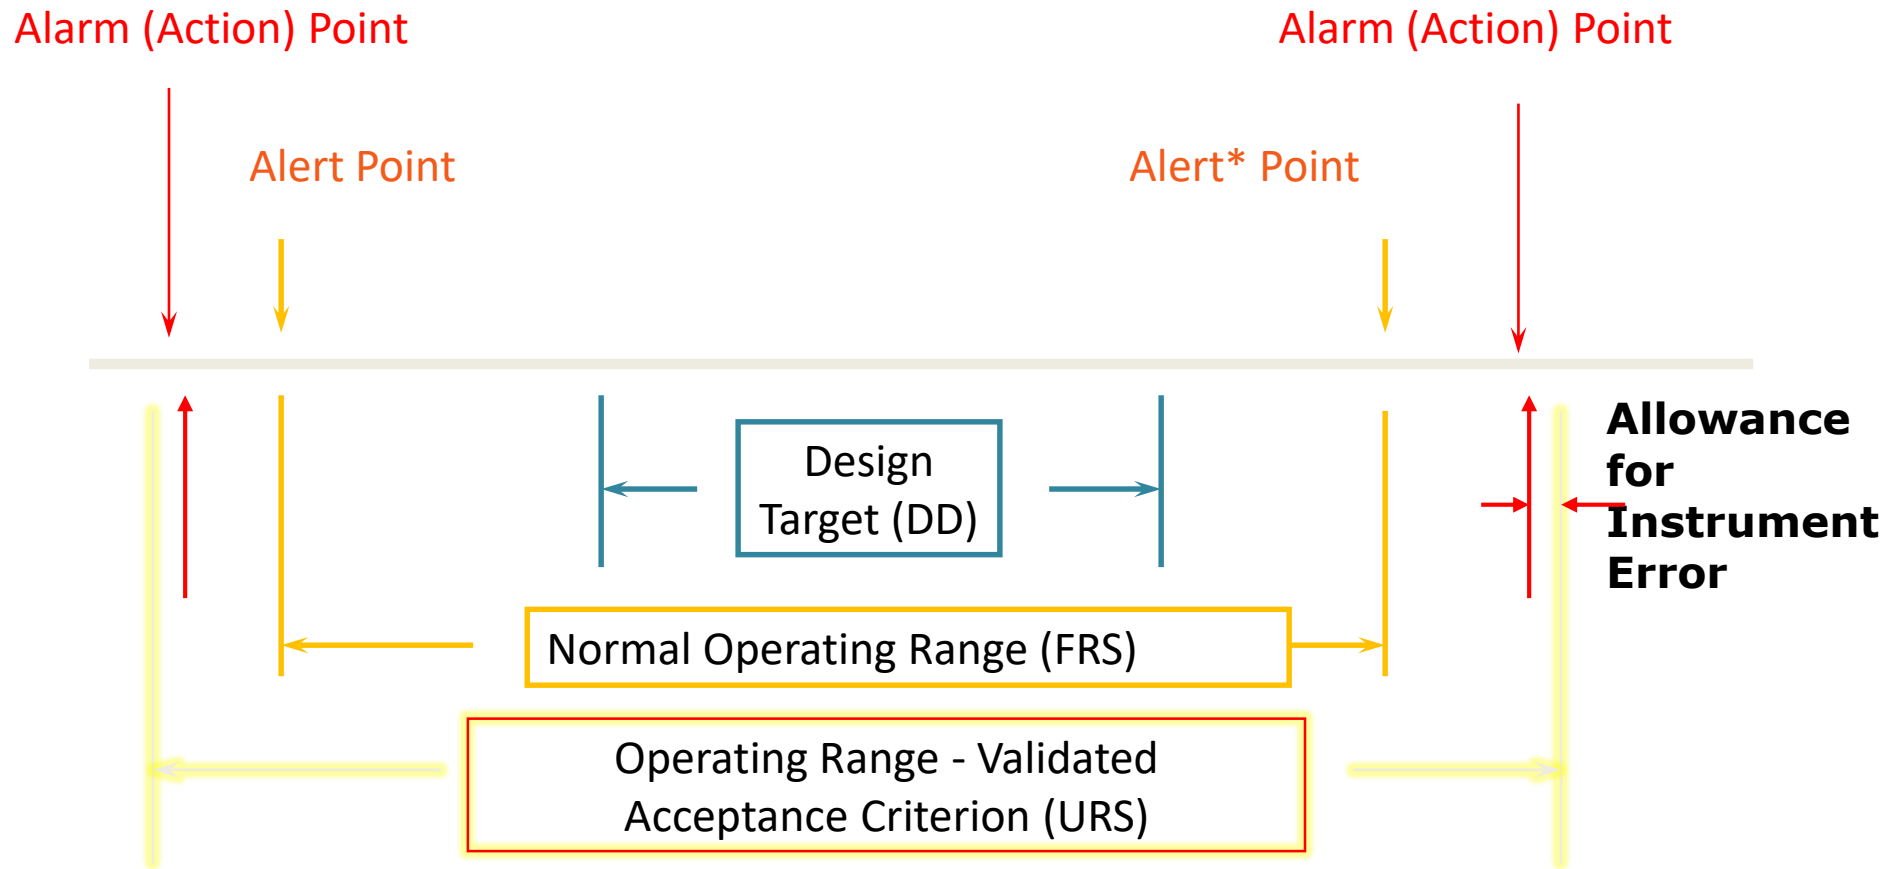 Alarm (Action) Point
Alarm (Action) Point
Alert Point
Alert* Point
Design
Target (DD)
Allowance
for
Instrument
Error
Normal Operating Range (FRS)
Operating Range - Validated
Acceptance Criterion (URS)